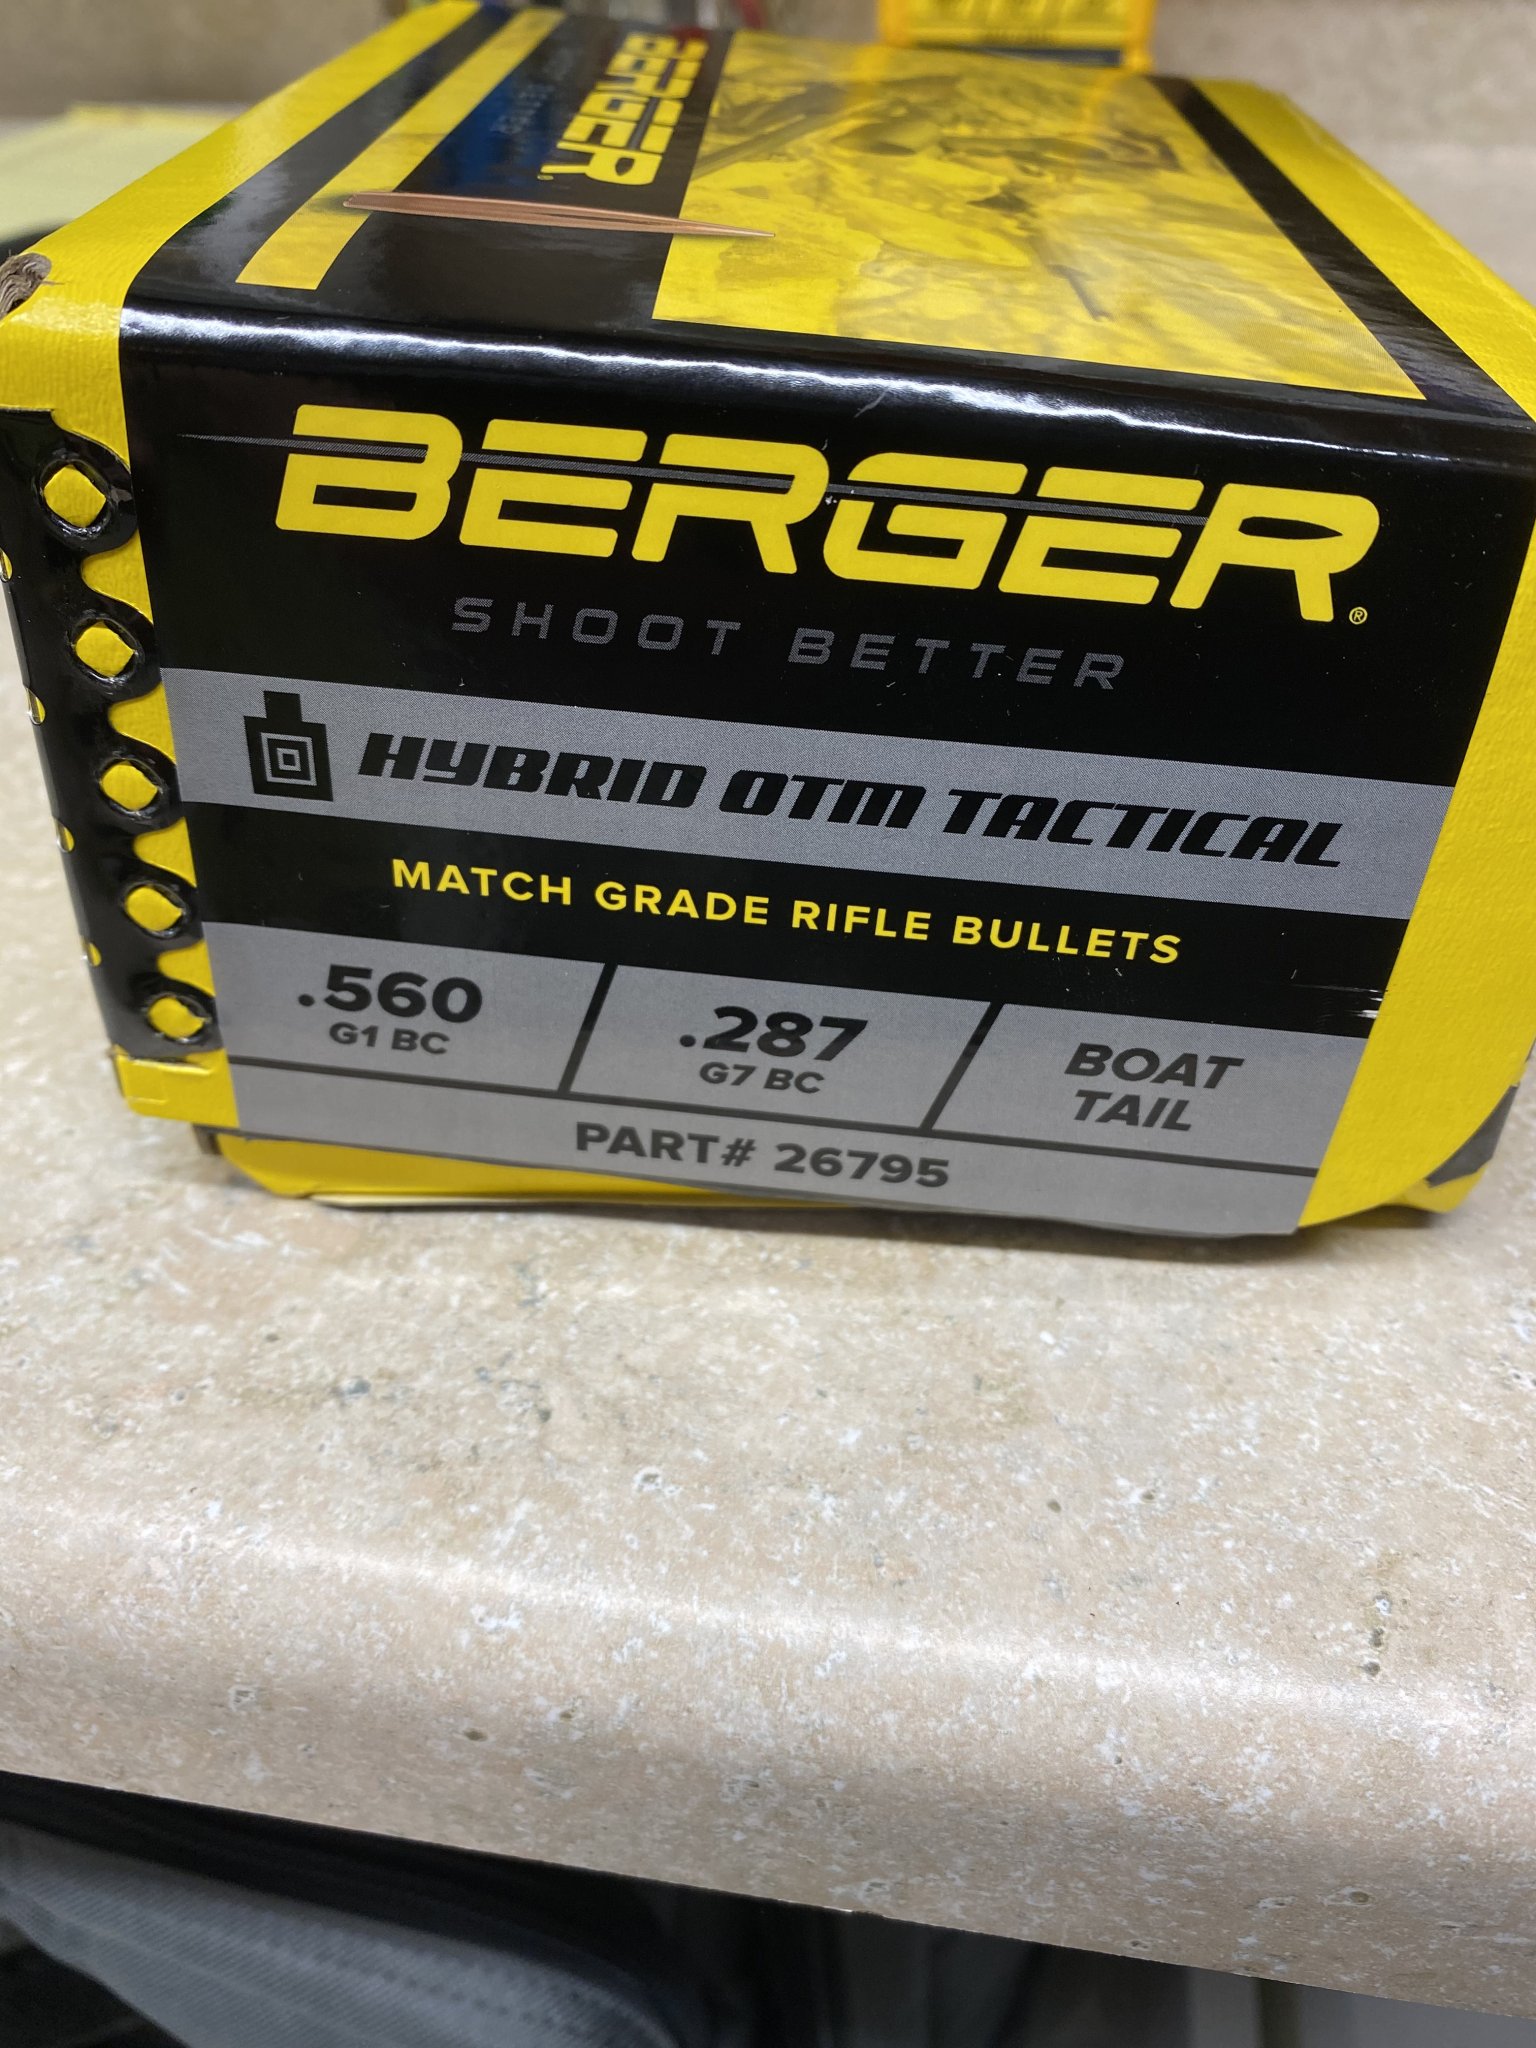 BERGER
BERGER®
SHOOT BETTER
HYBRID OTM TACTICAL
MATCH GRADE RIFLE BULLETS
.560
G1 BC
.287
G7 BC
BOAT
TAIL
PART# 26795